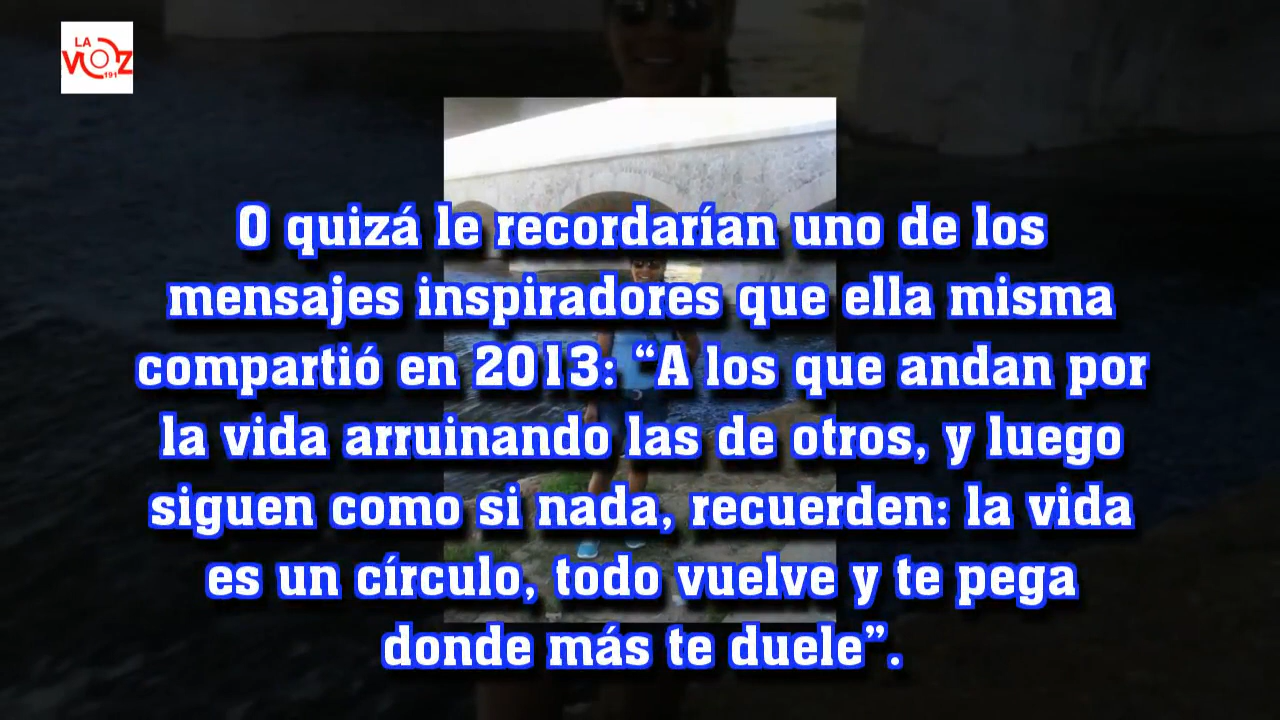 LA
VOZ
191
O quizá le recordarían uno de los
mensajes inspiradores que ella misma
compartió en 2013: “A los que andan por
la vida arruinando las de otros, y luego
siguen como si nada, recuerden: la vida
es un círculo, todo vuelve y te pega
donde más te duele”.